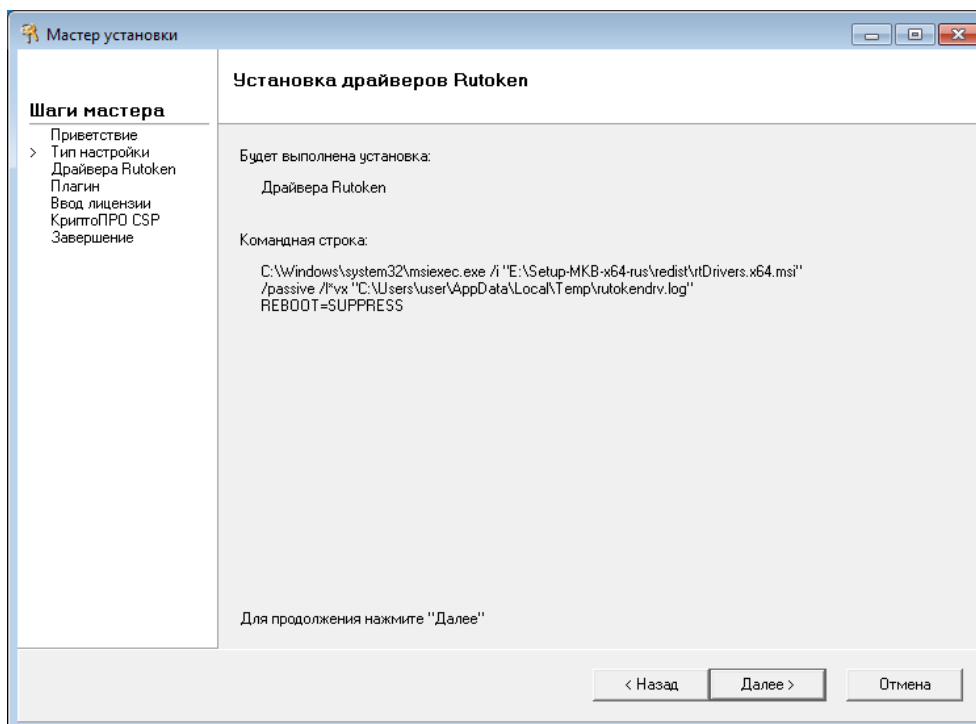 Мастер установки
Установка драйверов Rutoken
Шаги мастера
Приветствие
> Тип настройки
Драйвера Rutoken
Плагин
Ввод лицензии
КриптоПРО CSP
Завершение
Будет выполнена установка:
Драйвера Rutoken
Командная строка:
C:\Windows\system32\msiexec.exe /i "E:\Setup-MKB-x64-rus\redist\rtDrivers.x64.msi"
/passive /l*vx "C:\Users\user\AppData\Local\Temp\rutokendrv.log"
REBOOT=SUPPRESS
Для продолжения нажмите "Далее"
< Назад
Далее >
Отмена